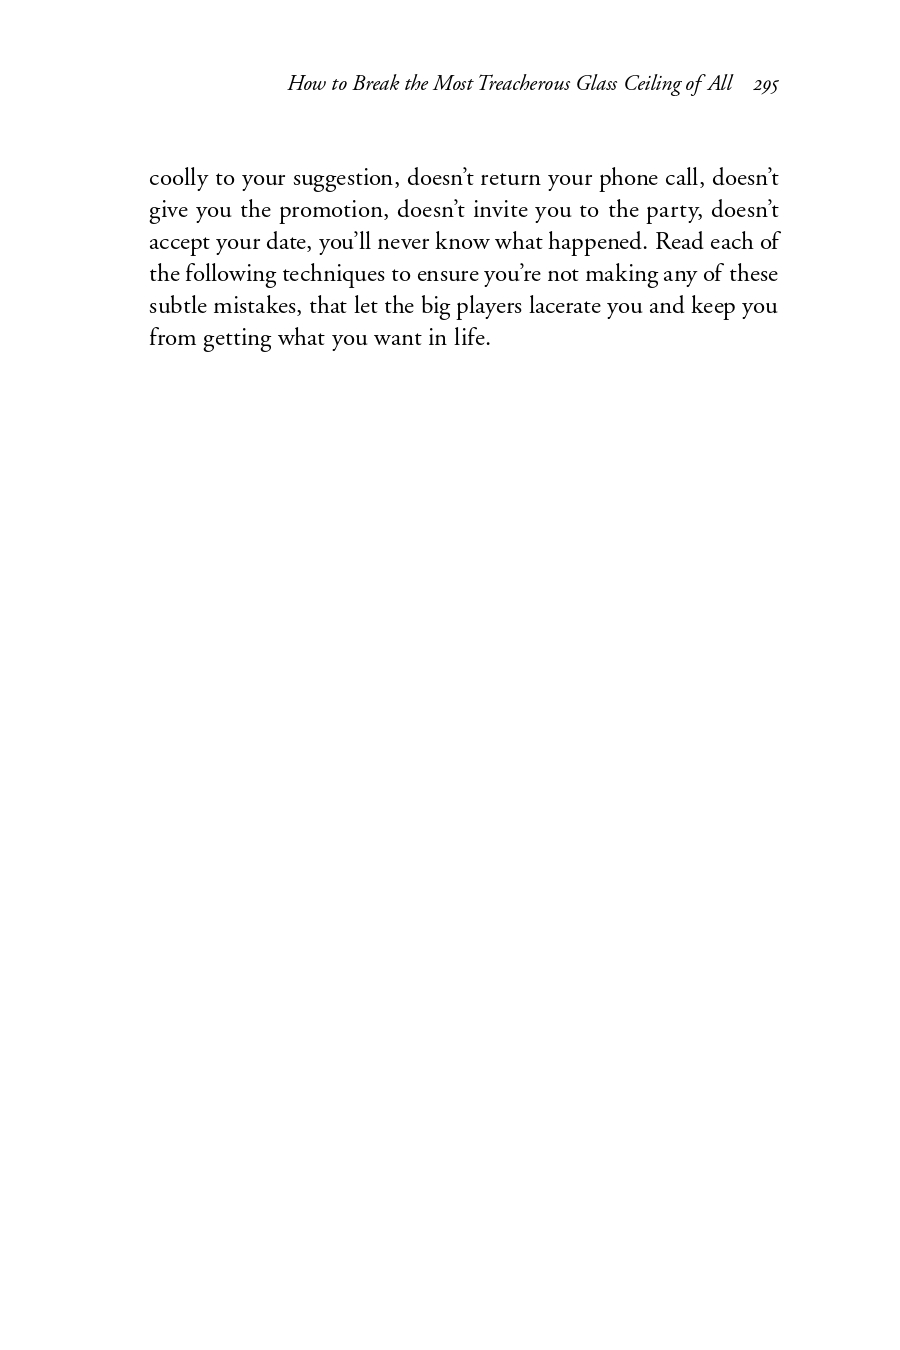 How to Break the Most Treacherous Glass Ceiling of All 295
coolly to your suggestion, doesn’t return your phone call, doesn’t
give you the promotion, doesn’t invite you to the party, doesn’t
accept your date, you’ll never know what happened. Read each of
the following techniques to ensure you’re not making any of these
subtle mistakes, that let the big players lacerate you and keep you
from getting what you want in life.